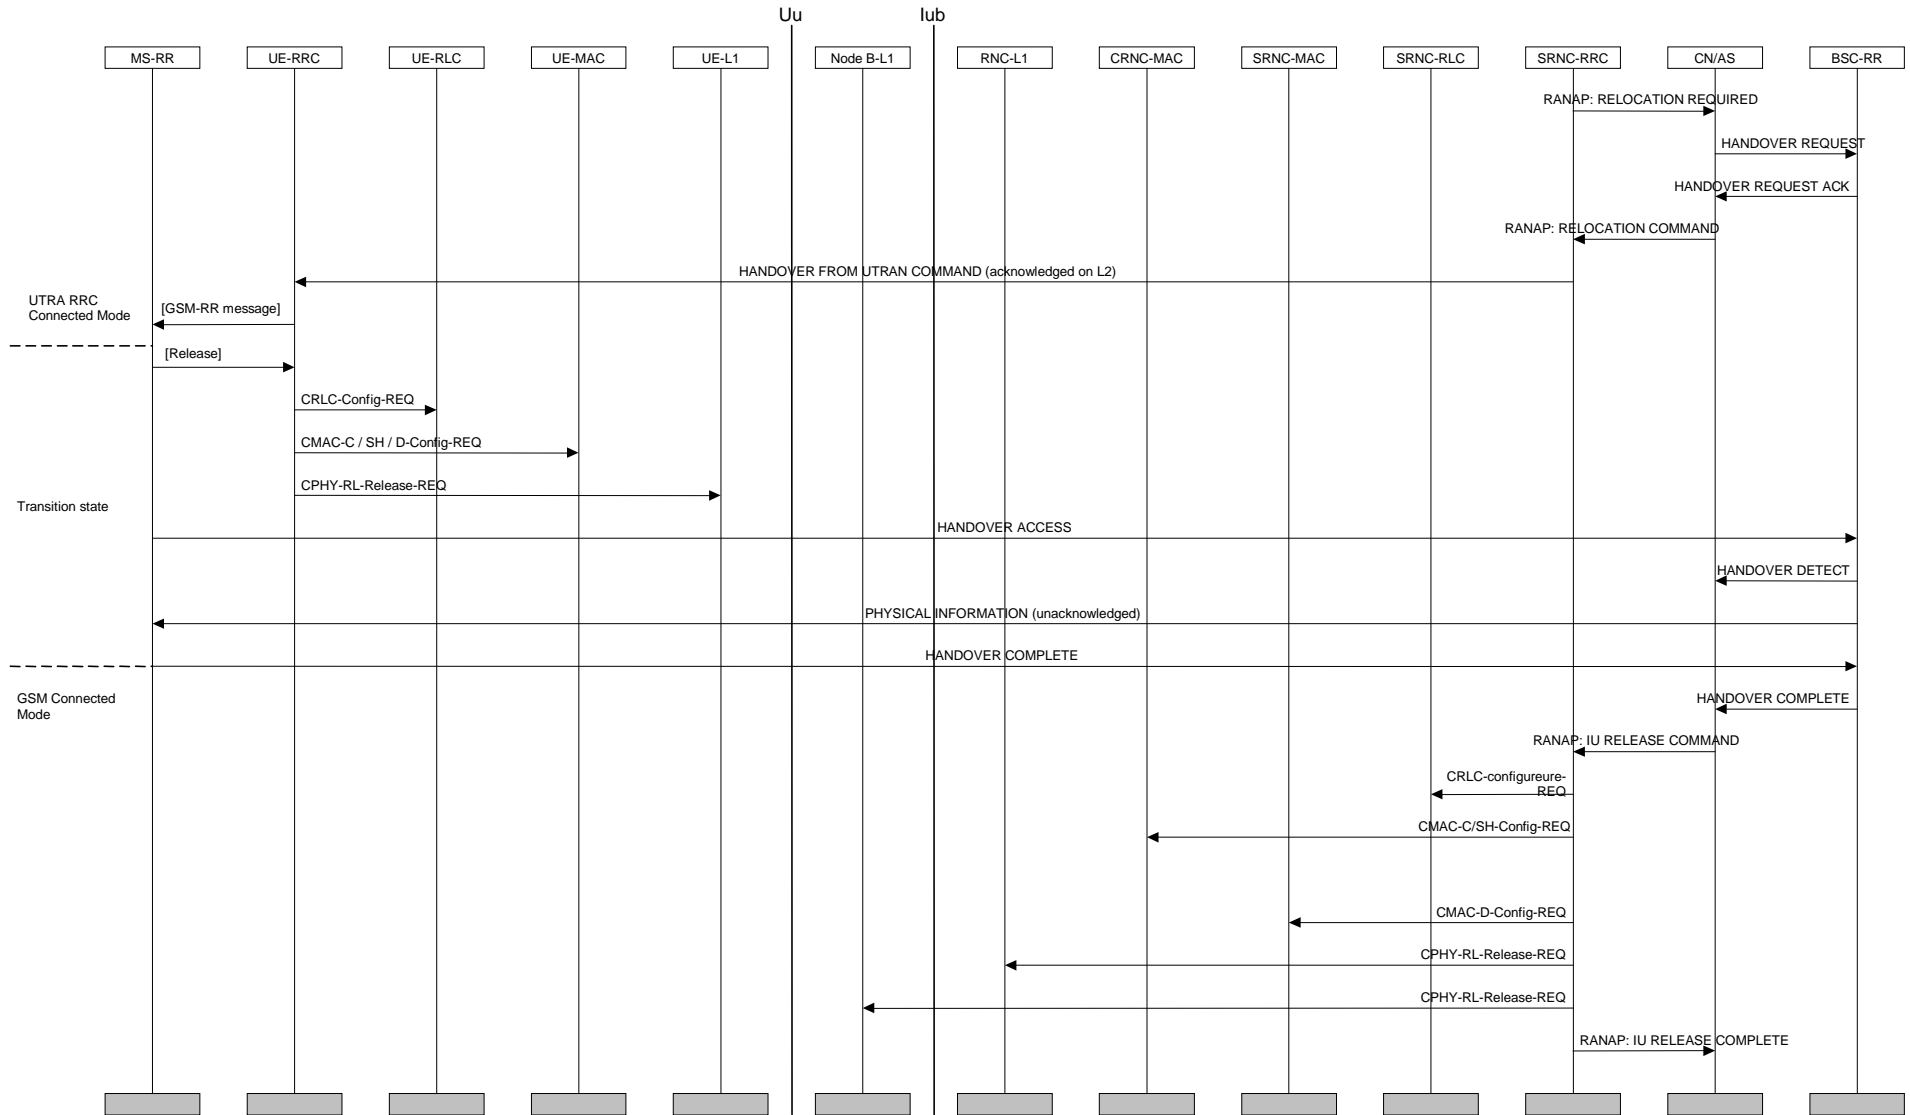 Uu
Iub
MS-RR
UE-RRC
UE-RLC
UE-MAC
UE-L1
Node B-L1
RNC-L1
CRNC-MAC
SRNC-MAC
SRNC-RLC
SRNC-RRC
CN/AS
BSC-RR
RANAP: RELOCATION REQUIRED
HANDOVER REQUEST
HANDOVER REQUEST ACK
RANAP: RELOCATION COMMAND
HANDOVER FROM UTRAN COMMAND (acknowledged on L2)
UTRA RRC
Connected Mode
[GSM-RR message]
[Release]
CRLC-Config-REQ
CMAC-C / SH / D-Config-REQ
CPHY-RL-Release-REQ
Transition state
HANDOVER ACCESS
HANDOVER DETECT
PHYSICAL INFORMATION (unacknowledged)
HANDOVER COMPLETE
GSM Connected
Mode
HANDOVER COMPLETE
RANAP: IU RELEASE COMMAND
CRLC-configureure-
REQ
CMAC-C/SH-Config-REQ
CMAC-D-Config-REQ
CPHY-RL-Release-REQ
CPHY-RL-Release-REQ
RANAP: IU RELEASE COMPLETE